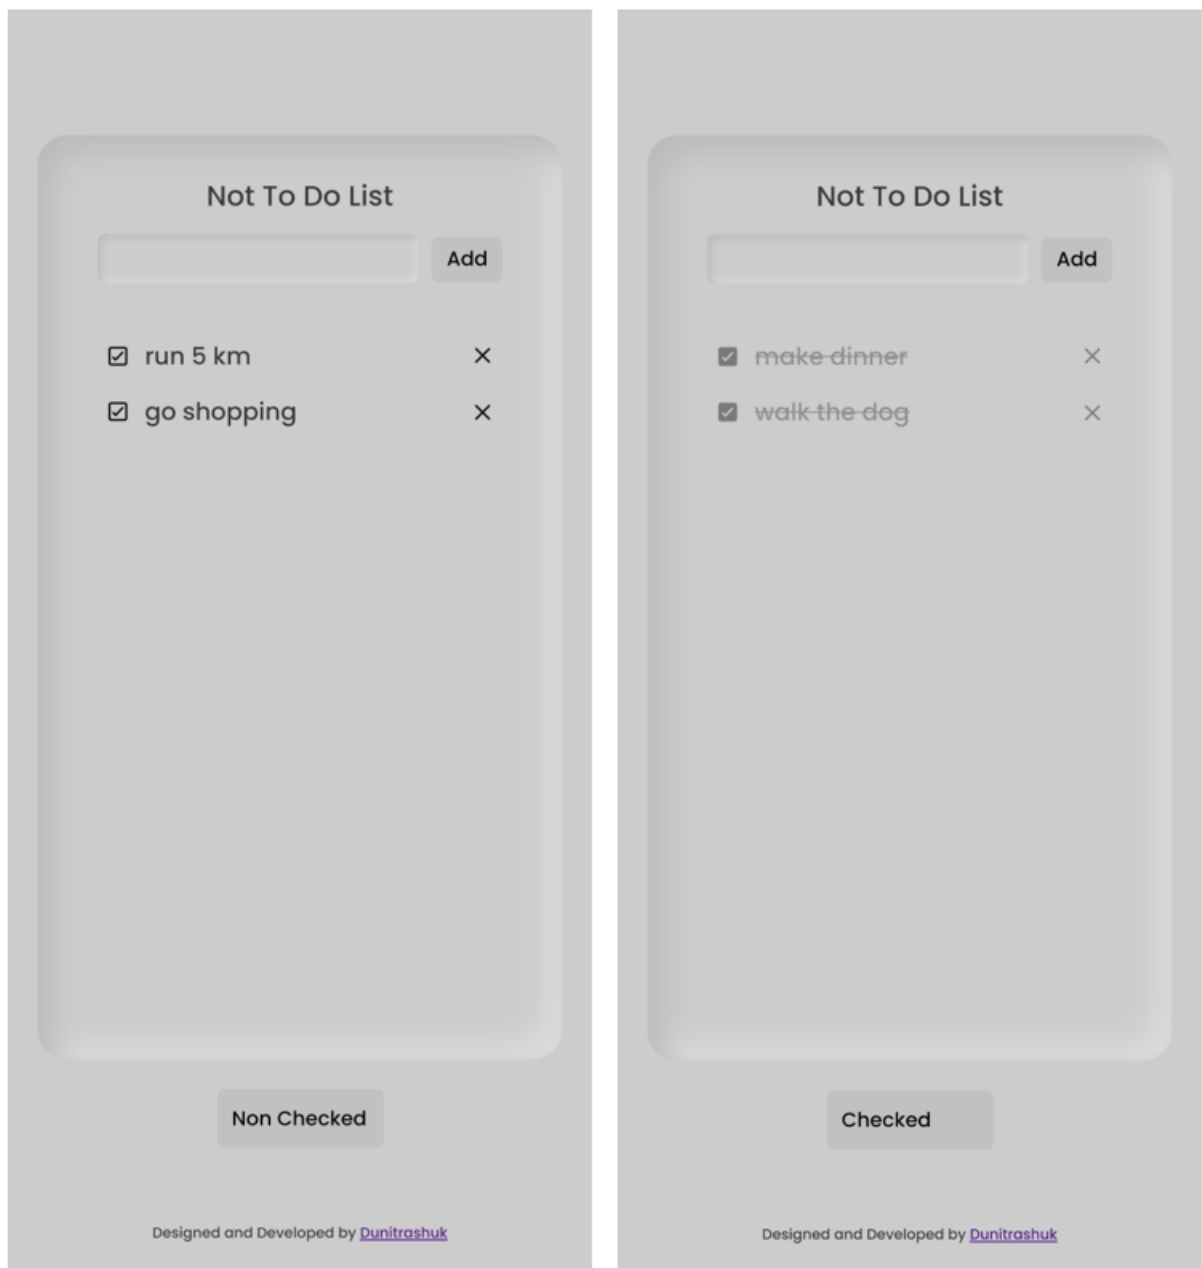 Not To Do List
Add
run 5 km
go shopping
Non Checked
Designed and Developed by Dunitrashuk
Not To Do List
Add
make dinner
walk the dog
Checked
Designed and Developed by Dunitrashuk